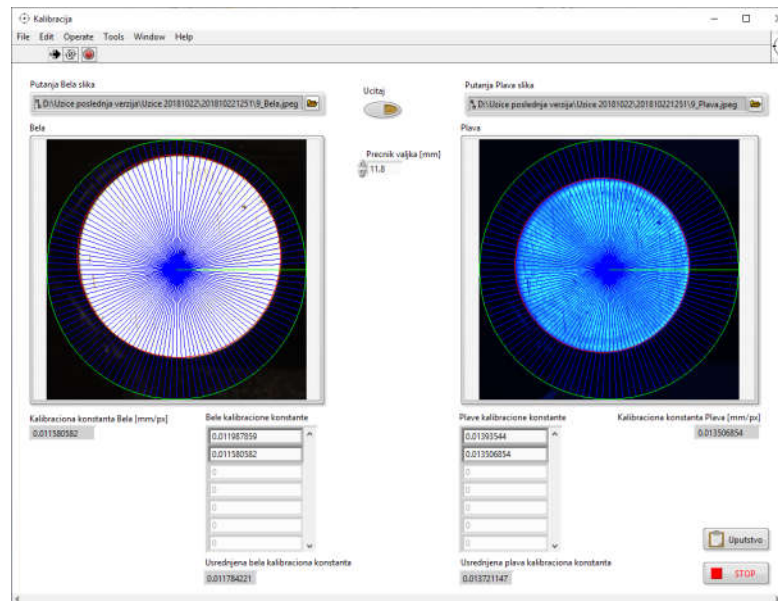 Kalibracija
File Edit Operate Tools Window Help
Putanja Bela slika
D:\Uzice poslednja verzija\Uzice 20181022\201810221251\9_Bela.jpeg
Ucitaj
Putanja Plava slika
D:\Uzice poslednja verzija\Uzice 20181022\201810221251\9_Plava.jpeg
Bela
Precnik valjka [mm]
11.8
Plava
Kalibraciona konstanta Bela [mm/px]
0.011580582
Bele kalibracione konstante
0.011987859
0.011580582
0
0
0
0
0
Usrednjena bela kalibraciona konstanta
0.011784221
Plave kalibracione konstante
0.01393544
0.013506854
0
0
0
0
0
Usrednjena plava kalibraciona konstanta
0.013721147
Kalibraciona konstanta Plava [mm/px]
0.013506854
Uputstvo
STOP